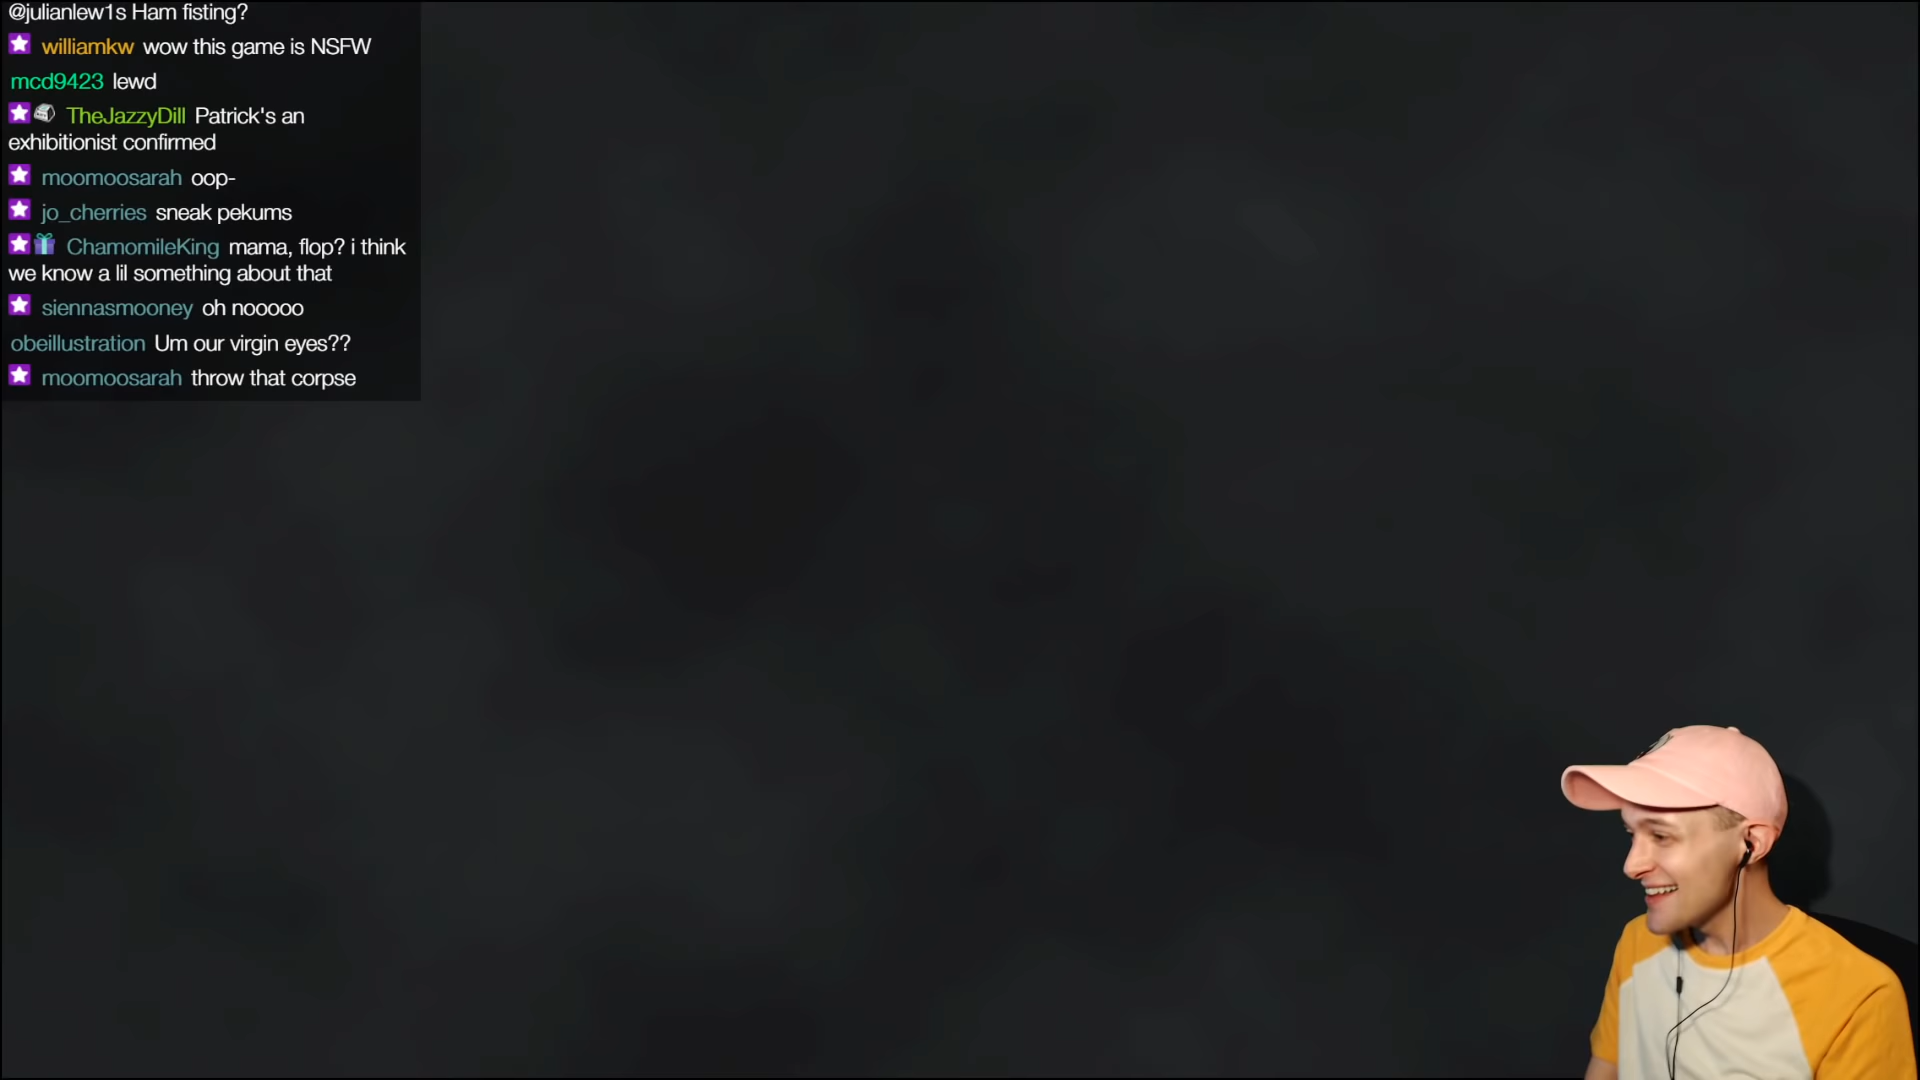 @julianlew1s Ham fisting?
williamkw wow this game is NSFW
mcd9423 lewd
TheJazzyDill Patrick's an
exhibitionist confirmed
moomoosarah oop-
jo_cherries sneak pekums
ChamomileKing mama, flop? i think
we know a lil something about that
siennasmooney oh nooooo
obeillustration Um our virgin eyes??
moomoosarah throw that corpse